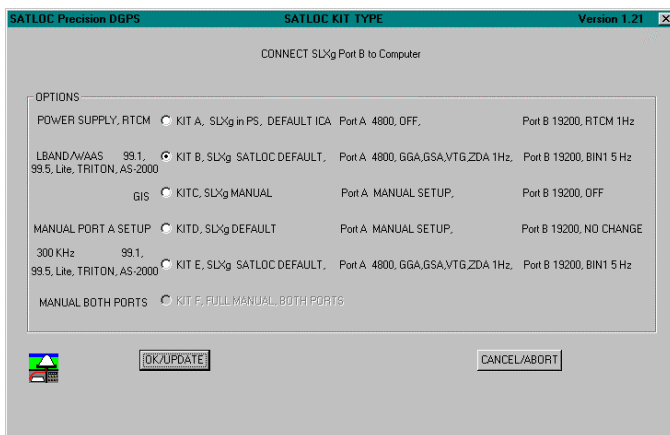 SATLOC Precision DGPS SATLOC KIT TYPE Version 1.21
CONNECT SLXg Port B to Computer
OPTIONS
POWER SUPPLY, RTCM KIT A, SLXg in PS, DEFAULT ICA Port A 4800, OFF, Port B 19200, RTCM 1Hz
LBAND/WAAS 99.1,
99.5, Lite, TRITON, AS-2000 KIT B, SLXg SATLOC DEFAULT, Port A 4800, GGA,GSA,VTG,ZDA 1Hz, Port B 19200, BIN1 5 Hz
GIS KITC, SLXg MANUAL Port A MANUAL SETUP, Port B 19200, OFF
MANUAL PORT A SETUP KITD, SLXg DEFAULT Port A MANUAL SETUP, Port B 19200, NO CHANGE
300 KHz 99.1,
99.5, Lite, TRITON, AS-2000 KIT E, SLXg SATLOC DEFAULT, Port A 4800, GGA,GSA,VTG,ZDA 1Hz, Port B 19200, BIN1 5 Hz
MANUAL BOTH PORTS KIT F, FULL MANUAL, BOTH PORTS
OK/UPDATE CANCEL/ABORT